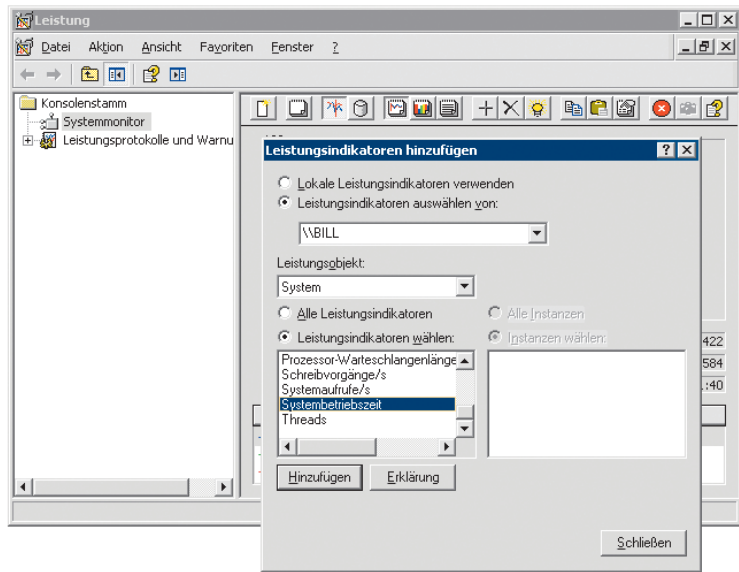 Leistung
Datei Aktion Ansicht Favoriten Fenster ?
Konsolenstamm
Systemmonitor
Leistungsprotokolle und Warnu
Leistungsindikatoren hinzufügen
Lokale Leistungsindikatoren verwenden
Leistungsindikatoren auswählen von:
\\BILL
Leistungsobjekt:
System
Alle Leistungsindikatoren
Alle Instanzen
Leistungsindikatoren wählen:
Instanzen wählen:
Prozessor-Warteschlangenlänge
Schreibvorgänge/s
Systemaufrufe/s
Systembetriebszeit
Threads
422
584
:40
Hinzufügen
Erklärung
Schließen